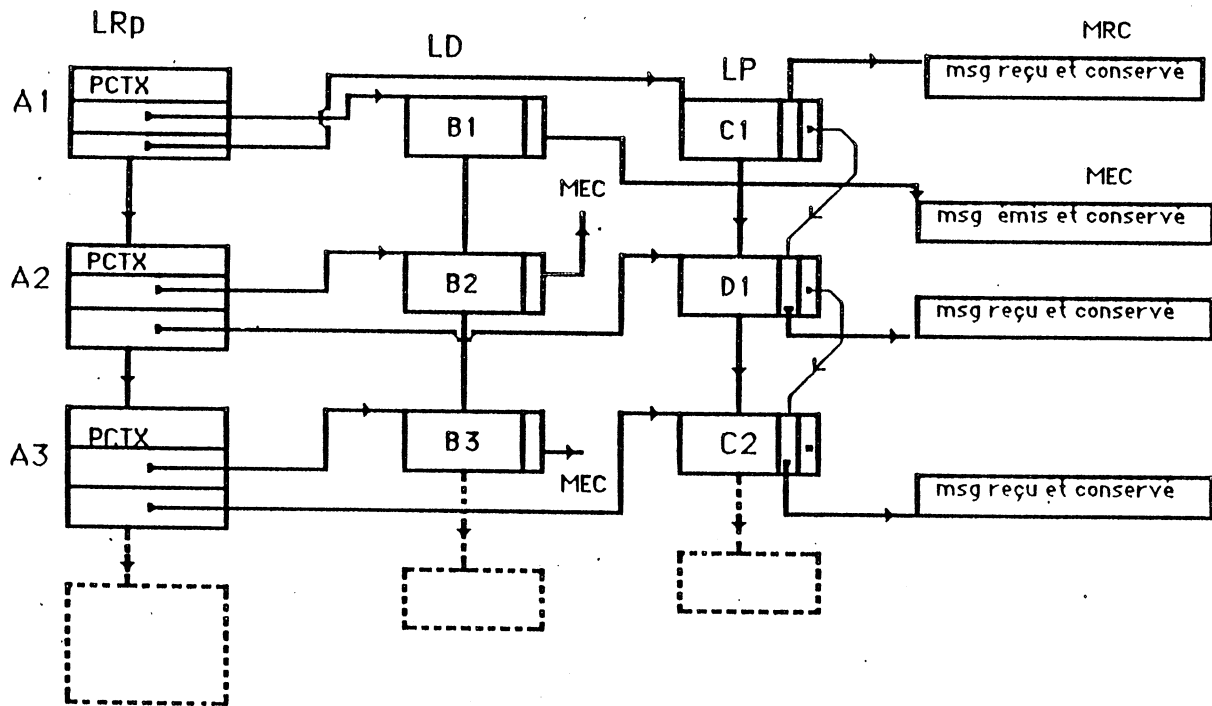 LRp
LD
LP
MRC
A1
PCTX
B1
C1
msg reçu et conservé
MEC
MEC
msg émis et conservé
A2
PCTX
B2
D1
msg reçu et conservé
A3
PCTX
B3
C2
MEC
msg reçu et conservé